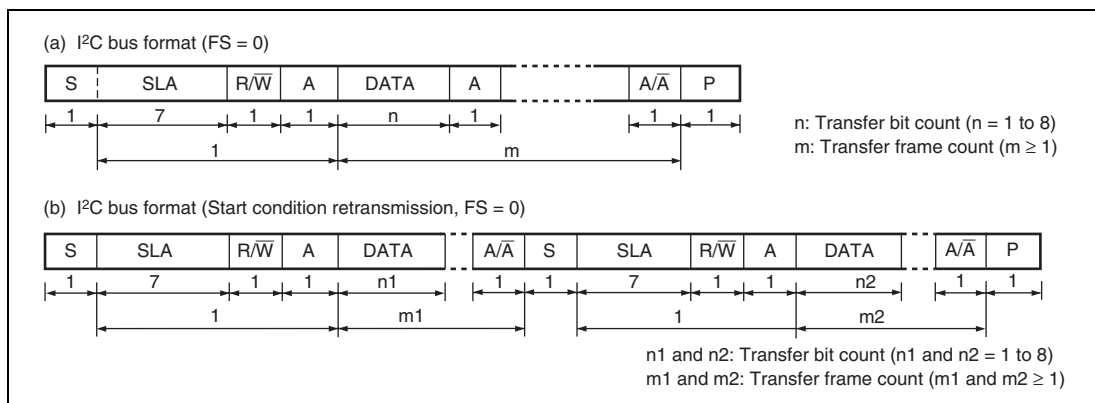 (a) I²C bus format (FS = 0)
S SLA R/W̅ A DATA A A/A̅ P
1 7 1 1 n 1 1 1
1 m
n: Transfer bit count (n = 1 to 8)
m: Transfer frame count (m ≥ 1)
(b) I²C bus format (Start condition retransmission, FS = 0)
S SLA R/W̅ A DATA A/A̅ S SLA R/W̅ A DATA A/A̅ P
1 7 1 1 n1 1 1 7 1 1 n2 1 1
1 m1 1 m2
n1 and n2: Transfer bit count (n1 and n2 = 1 to 8)
m1 and m2: Transfer frame count (m1 and m2 ≥ 1)